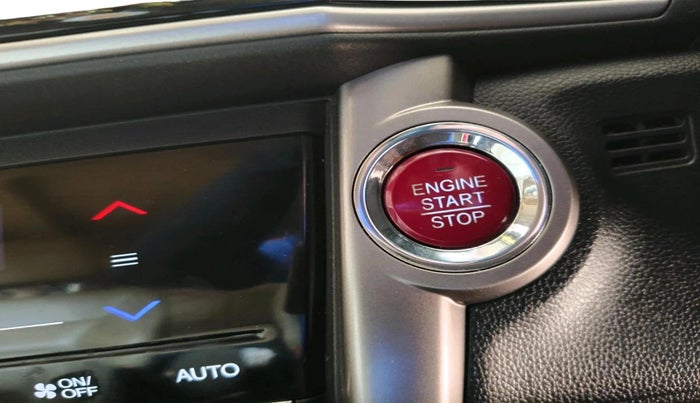 ENGINE
START
STOP
ON/
OFF
AUTO